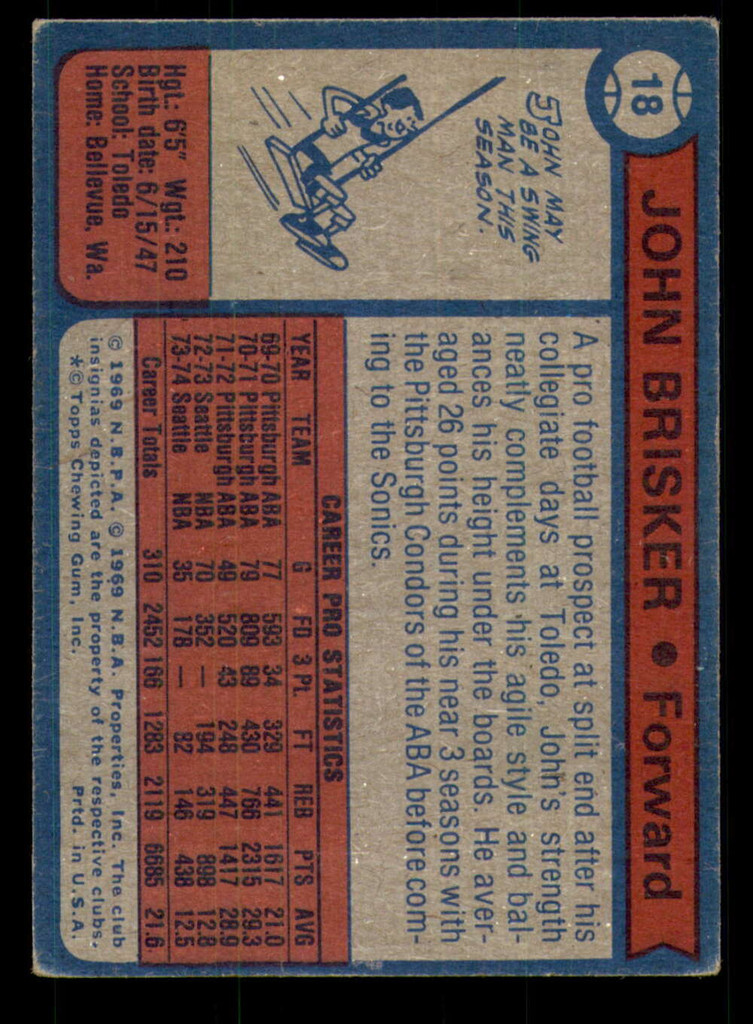 18
JOHN BRISKER • Forward
JOHN MAY
BE A SWING
MAN THIS
SEASON.
Hgt.: 6'5" Wgt.: 210
Birth date: 6/15/47
School: Toledo
Home: Bellevue, Wa.
A pro football prospect at split end after his
collegiate days at Toledo, John's strength
neatly complements his agile style and bal-
ances his height under the boards. He aver-
aged 26 points during his near 3 seasons with
the Pittsburgh Condors of the ABA before com-
ing to the Sonics.
CAREER PRO STATISTICS
YEAR TEAM G FD 3 PL FT REB PTS AVG
69-70 Pittsburgh ABA 77 593 34 329 441 1617 21.0
70-71 Pittsburgh ABA 79 809 89 430 766 2315 29.3
71-72 Pittsburgh ABA 49 520 43 248 447 1417 28.9
72-73 Seattle NBA 70 352 — 194 319 898 12.8
73-74 Seattle NBA 35 178 — 82 146 438 12.5
Career Totals 310 2452 166 1283 2119 6685 21.6
© 1969 N.B.P.A. © 1969 N.B.A. Properties, Inc. The club
insignias depicted are the property of the respective clubs.
*© Topps Chewing Gum, Inc. Prtd. in U.S.A.